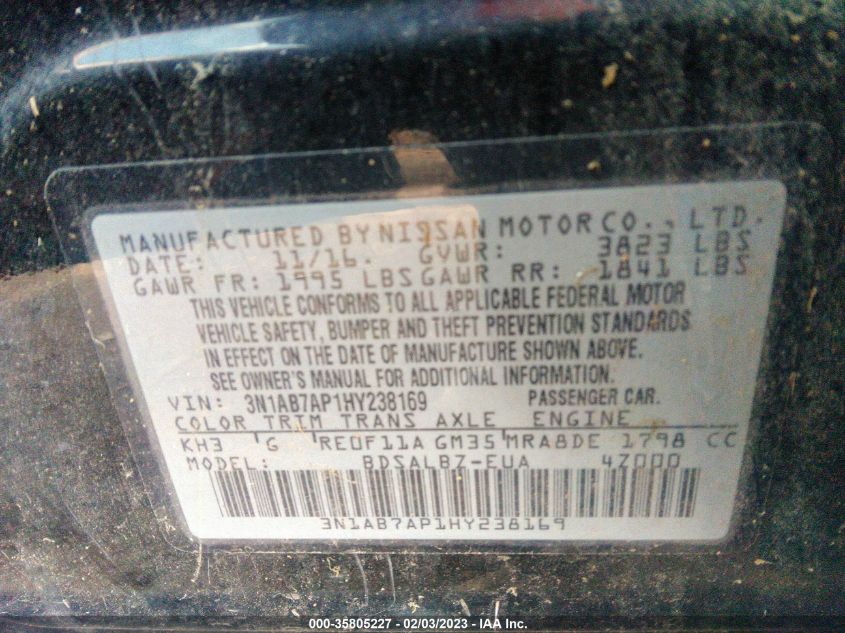 MANUFACTURED BY NISSAN MOTOR CO., LTD.
DATE: 11/16. GVWR: 3823 LBS
GAWR FR: 1995 LBS GAWR RR: 1841 LBS
THIS VEHICLE CONFORMS TO ALL APPLICABLE FEDERAL MOTOR
VEHICLE SAFETY, BUMPER AND THEFT PREVENTION STANDARDS
IN EFFECT ON THE DATE OF MANUFACTURE SHOWN ABOVE.
SEE OWNER'S MANUAL FOR ADDITIONAL INFORMATION.
VIN: 3N1AB7AP1HY238169 PASSENGER CAR.
COLOR TRIM TRANS AXLE ENGINE
KH3 'G 'RE0F11A GM35'MRA8DE 1798 CC
MODEL: BDSALBZ-EUA 4Z000
3N1AB7AP1HY238169
000-35805227 - 02/03/2023 - IAA Inc.